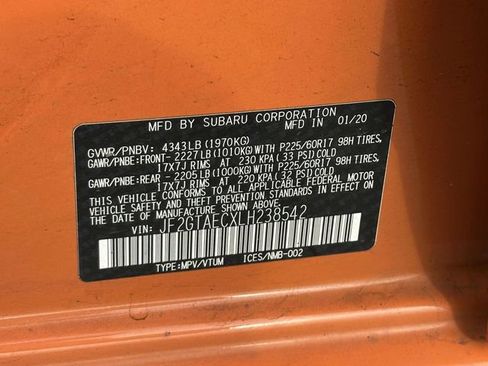 MFD BY SUBARU CORPORATION MFD IN 01/20
GVWR/PNBV: 4343LB (1970KG)
GAWR/PNBE:FRONT- 2227LB (1010KG)WITH P225/60R17 98H TIRES,
17X7J RIMS AT 230 KPA (33 PSI) COLD
GAWR/PNBE:REAR - 2205LB (1000KG)WITH P225/60R17 98H TIRES,
17X7J RIMS AT 220 KPA (32 PSI)COLD
THIS VEHICLE CONFORMS TO ALL APPLICABLE FEDERAL MOTOR
VEHICLE SAFETY AND THEFT PREVENTION STANDARDS IN EFFECT ON
THE DATE OF MANUFACTURE SHOWN ABOVE.
VIN: JF2GTAECXLH238542
TYPE:MPV/VTUM ICES/NMB-002